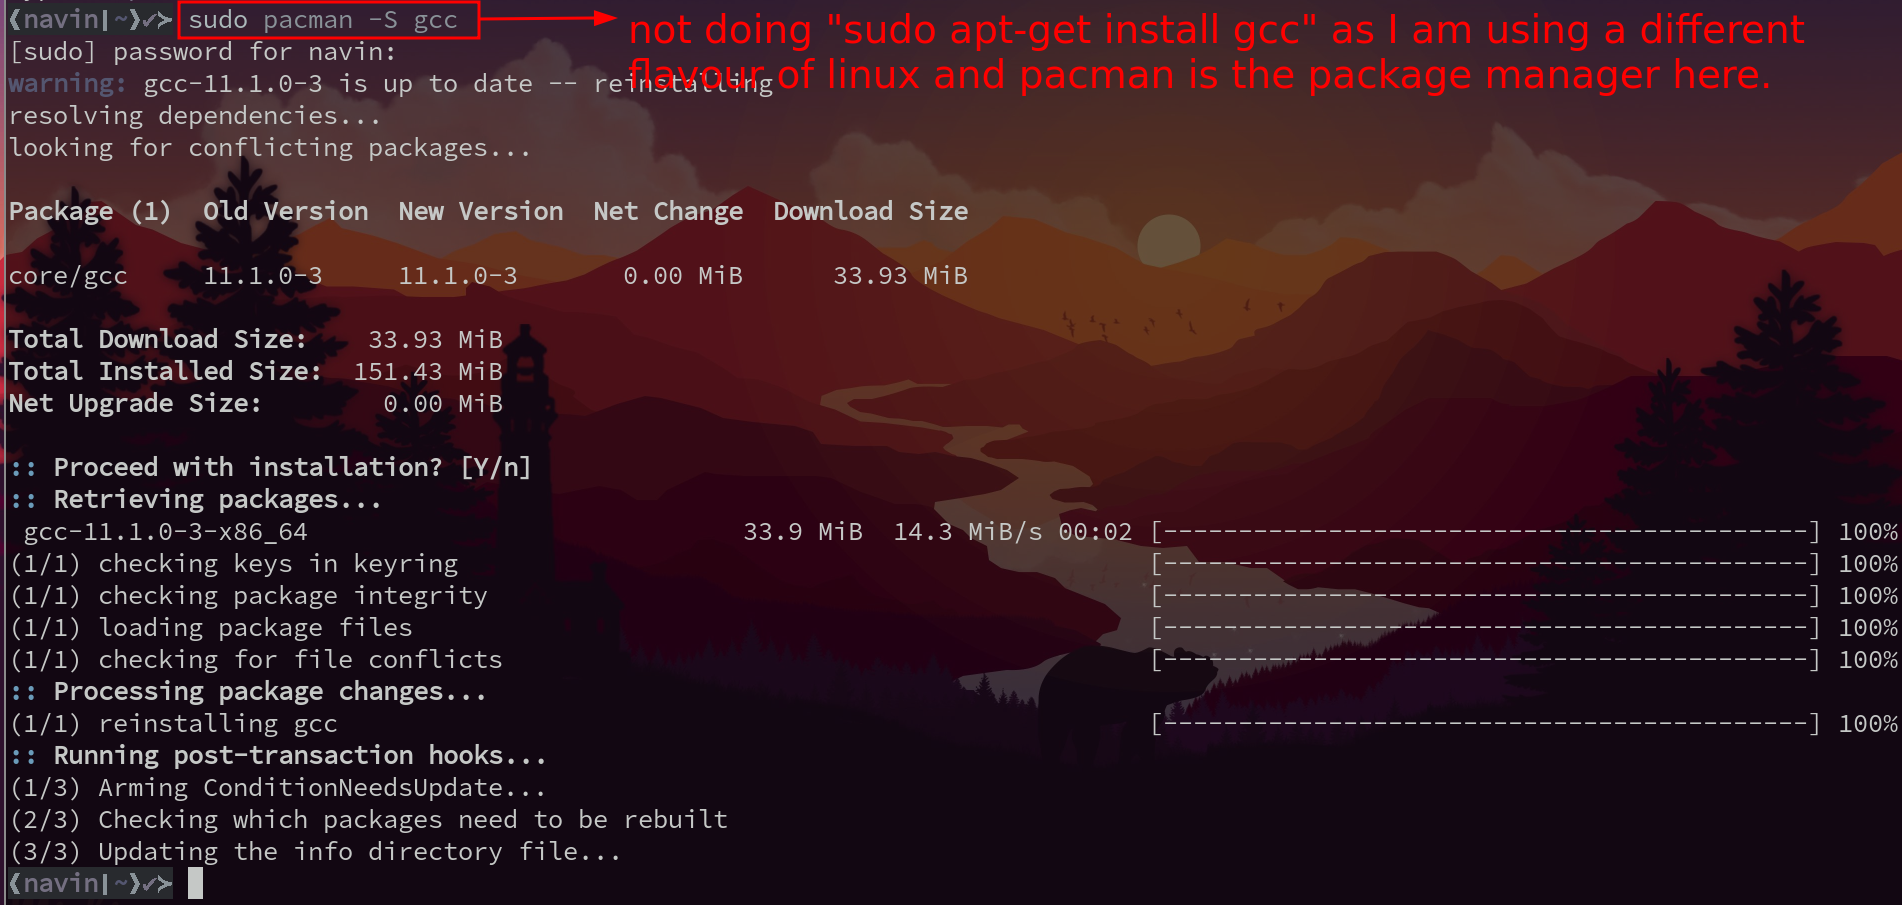 ⟨navin|~⟩✓> sudo pacman -S gcc
not doing "sudo apt-get install gcc" as I am using a different
flavour of linux and pacman is the package manager here.
[sudo] password for navin:
warning: gcc-11.1.0-3 is up to date -- reinstalling
resolving dependencies...
looking for conflicting packages...
Package (1)  Old Version  New Version  Net Change  Download Size
core/gcc     11.1.0-3     11.1.0-3       0.00 MiB      33.93 MiB
Total Download Size:    33.93 MiB
Total Installed Size:  151.43 MiB
Net Upgrade Size:        0.00 MiB
:: Proceed with installation? [Y/n]
:: Retrieving packages...
gcc-11.1.0-3-x86_64 33.9 MiB  14.3 MiB/s 00:02 [-------------------------------------------] 100%
(1/1) checking keys in keyring [-------------------------------------------] 100%
(1/1) checking package integrity [-------------------------------------------] 100%
(1/1) loading package files [-------------------------------------------] 100%
(1/1) checking for file conflicts [-------------------------------------------] 100%
:: Processing package changes...
(1/1) reinstalling gcc [-------------------------------------------] 100%
:: Running post-transaction hooks...
(1/3) Arming ConditionNeedsUpdate...
(2/3) Checking which packages need to be rebuilt
(3/3) Updating the info directory file...
⟨navin|~⟩✓>